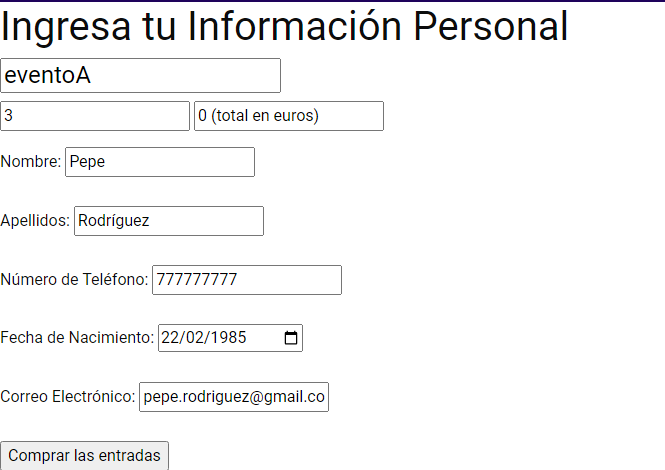 Ingresa tu Información Personal
eventoA
3 0 (total en euros)
Nombre: Pepe
Apellidos: Rodríguez
Número de Teléfono: 777777777
Fecha de Nacimiento: 22/02/1985
Correo Electrónico: pepe.rodriguez@gmail.co
Comprar las entradas